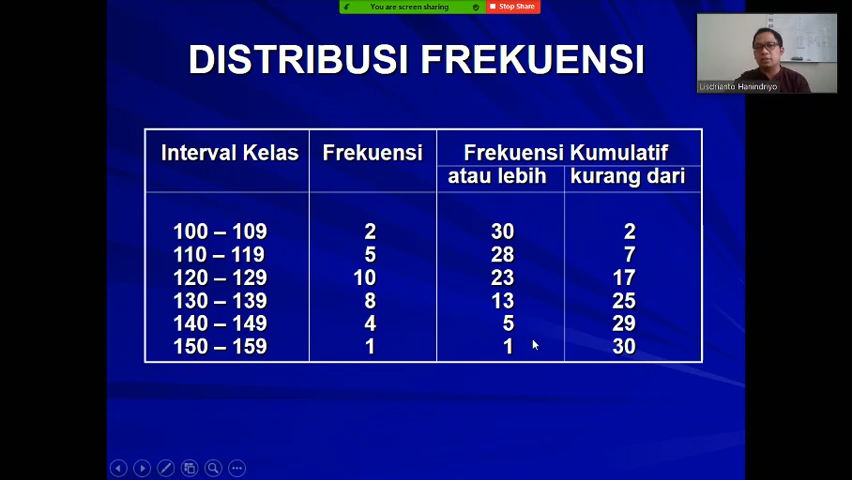 You are screen sharing
Stop Share
DISTRIBUSI FREKUENSI
Lisdrianto Hanindriyo
Interval Kelas Frekuensi Frekuensi Kumulatif
atau lebih kurang dari
100 – 109 2 30 2
110 – 119 5 28 7
120 – 129 10 23 17
130 – 139 8 13 25
140 – 149 4 5 29
150 – 159 1 1 30